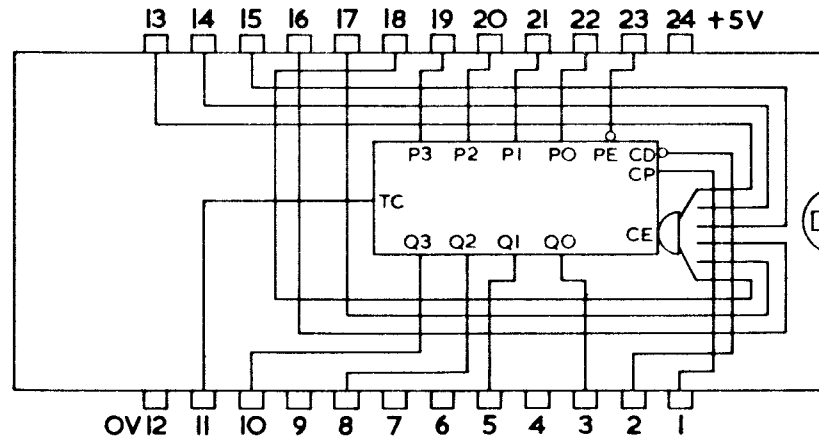 13 14 15 16 17 18 19 20 21 22 23 24 +5V
P3 P2 P1 P0 PE CD
CP
TC
CE
Q3 Q2 Q1 Q0
0V 12 11 10 9 8 7 6 5 4 3 2 1